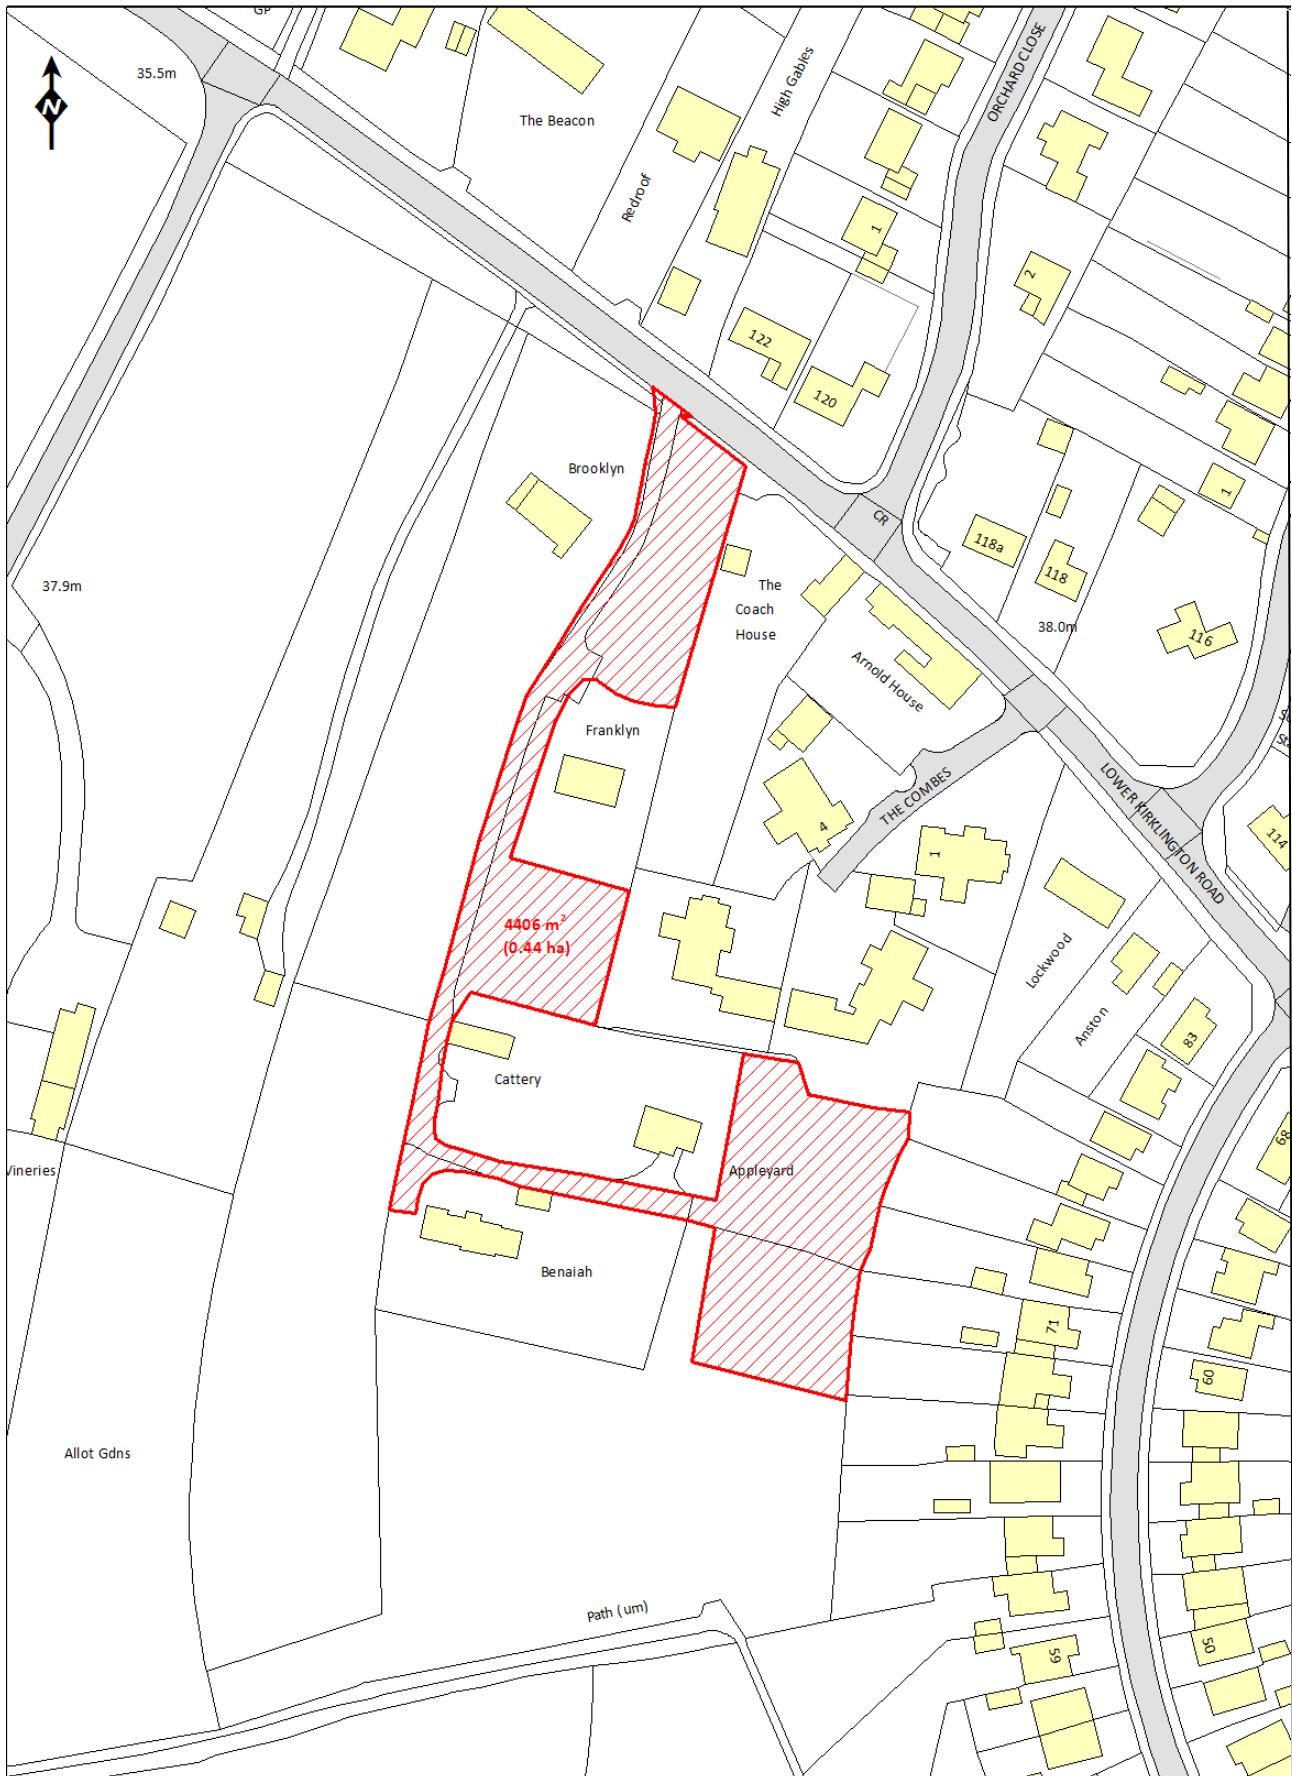 GP
35.5m
N
The Beacon
High Gables
ORCHARD CLOSE
Redroof
1
2
122
120
Brooklyn
CR
118a
118
1
116
37.9m
The
Coach
House
38.0m
Arnold House
Franklyn
THE COMBES
LOWER KIRKLINGTON ROAD
4
1
114
4406 m²
(0.44 ha)
Lockwood
Anston
83
Cattery
68
Vineries
Appleyard
Benaiah
71
60
Allot Gdns
Path (um)
59
50